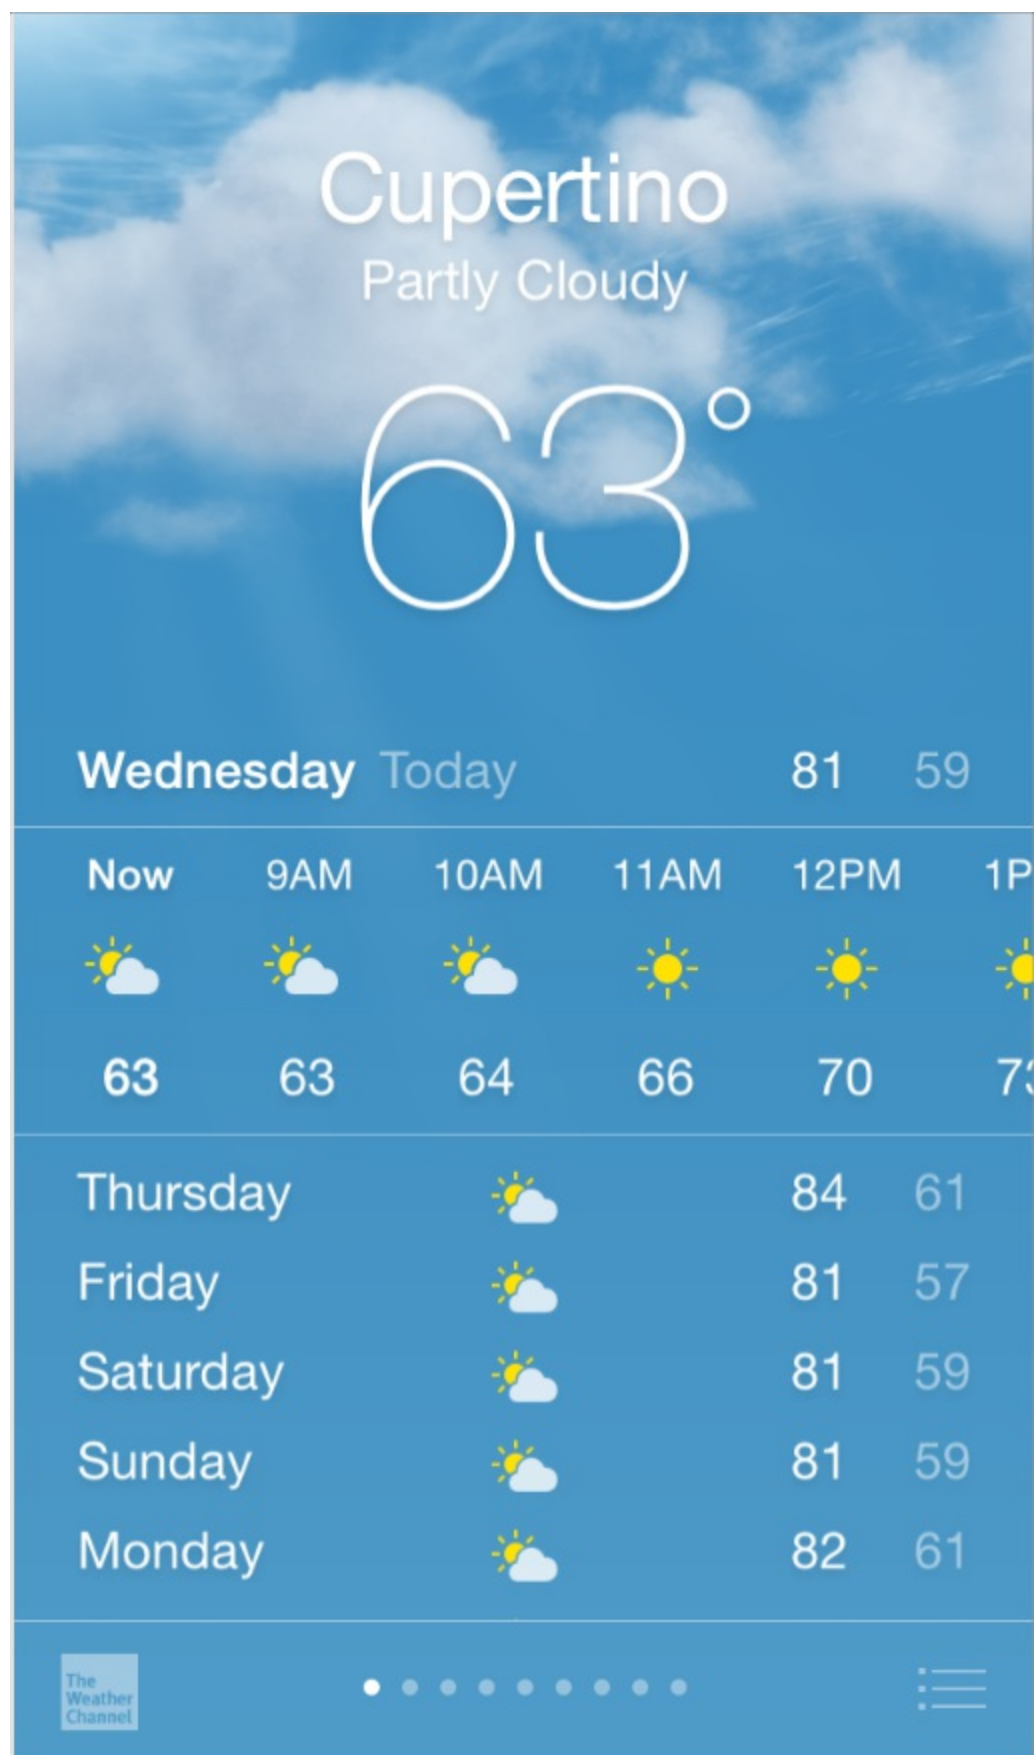 Cupertino
Partly Cloudy
63°
Wednesday Today 81 59
Now 9AM 10AM 11AM 12PM 1P
63 63 64 66 70
Thursday 84 61
Friday 81 57
Saturday 81 59
Sunday 81 59
Monday 82 61
The
Weather
Channel